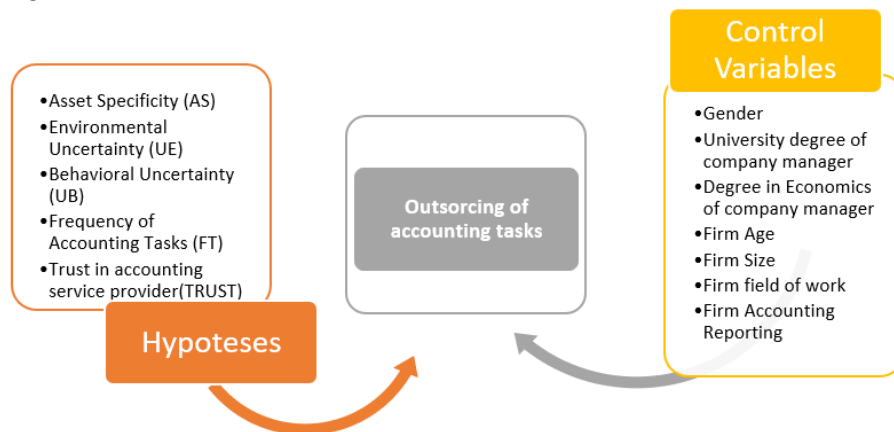 •Asset Specificity (AS)
•Environmental
Uncertainty (UE)
•Behavioral Uncertainty
(UB)
•Frequency of
Accounting Tasks (FT)
•Trust in accounting
service provider(TRUST)
Hypoteses
Outsorcing of
accounting tasks
Control
Variables
•Gender
•University degree of
company manager
•Degree in Economics
of company manager
•Firm Age
•Firm Size
•Firm field of work
•Firm Accounting
Reporting